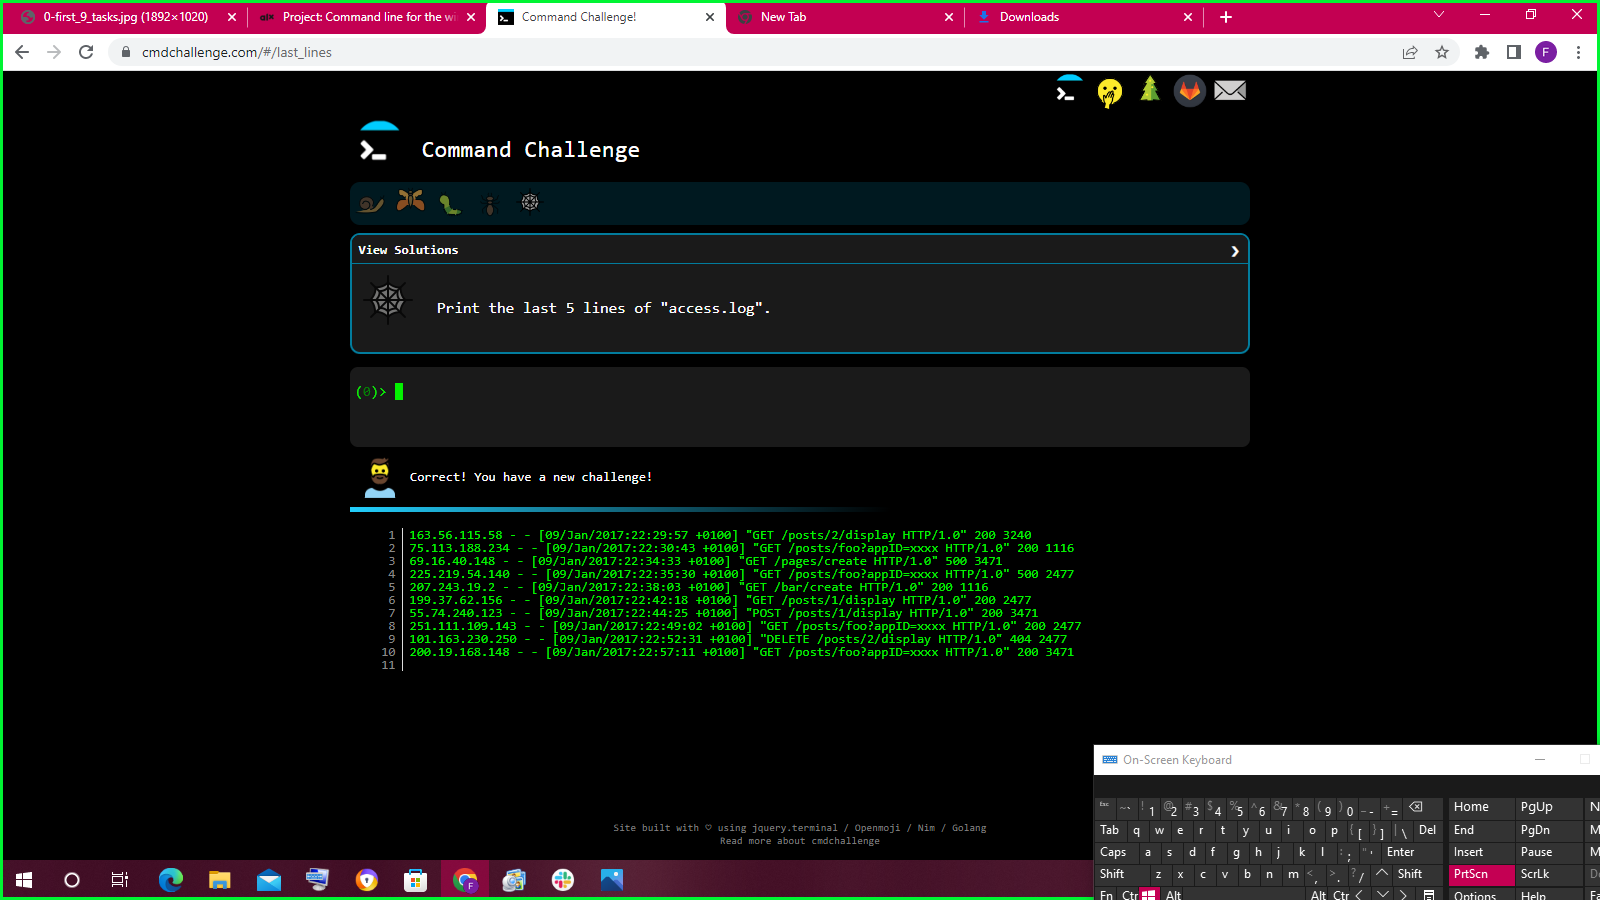 0-first_9_tasks.jpg (1892×1020)
Project: Command line for the wi
Command Challenge!
New Tab
Downloads
cmdchallenge.com/#/last_lines
F
Command Challenge
View Solutions
Print the last 5 lines of "access.log".
(0)>
Correct! You have a new challenge!
1 163.56.115.58 - - [09/Jan/2017:22:29:57 +0100] "GET /posts/2/display HTTP/1.0" 200 3240
2 75.113.188.234 - - [09/Jan/2017:22:30:43 +0100] "GET /posts/foo?appID=xxxx HTTP/1.0" 200 1116
3 69.16.40.148 - - [09/Jan/2017:22:34:33 +0100] "GET /pages/create HTTP/1.0" 500 3471
4 225.219.54.140 - - [09/Jan/2017:22:35:30 +0100] "GET /posts/foo?appID=xxxx HTTP/1.0" 500 2477
5 207.243.19.2 - - [09/Jan/2017:22:38:03 +0100] "GET /bar/create HTTP/1.0" 200 1116
6 199.37.62.156 - - [09/Jan/2017:22:42:18 +0100] "GET /posts/1/display HTTP/1.0" 200 2477
7 55.74.240.123 - - [09/Jan/2017:22:44:25 +0100] "POST /posts/1/display HTTP/1.0" 200 3471
8 251.111.109.143 - - [09/Jan/2017:22:49:02 +0100] "GET /posts/foo?appID=xxxx HTTP/1.0" 200 2477
9 101.163.230.250 - - [09/Jan/2017:22:52:31 +0100] "DELETE /posts/2/display HTTP/1.0" 404 2477
10 200.19.168.148 - - [09/Jan/2017:22:57:11 +0100] "GET /posts/foo?appID=xxxx HTTP/1.0" 200 3471
11
Site built with ♡ using jquery.terminal / Openmoji / Nim / Golang
Read more about cmdchallenge
On-Screen Keyboard
Esc ~` !1 @2 #3 $4 %5 ^6 &7 *8 (9 )0 _- += Home PgUp
Tab q w e r t y u i o p {[ }] |\ Del End PgDn
Caps a s d f g h j k l :; "' Enter Insert Pause
Shift z x c v b n m <, >. ?/ Shift PrtScn ScrLk
Fn Ctrl Alt Alt Ctrl Options Help